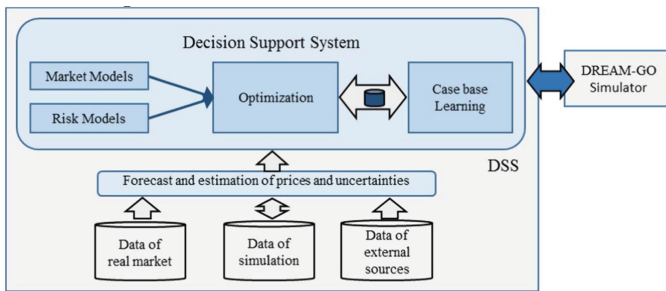 Decision Support System
Market Models
Risk Models
Optimization
Case base
Learning
DREAM-GO
Simulator
DSS
Forecast and estimation of prices and uncertainties
Data of
real market
Data of
simulation
Data of
external
sources